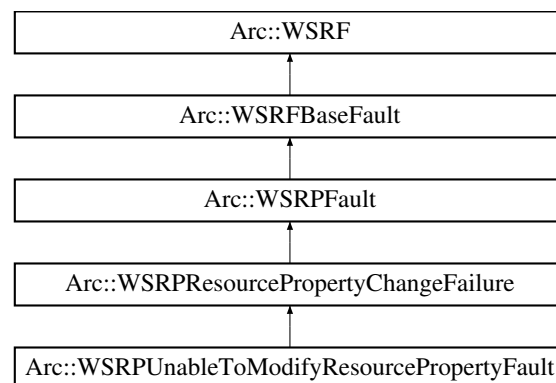 Arc::WSRF
Arc::WSRFBaseFault
Arc::WSRPFault
Arc::WSRPResourcePropertyChangeFailure
Arc::WSRPUnableToModifyResourcePropertyFault